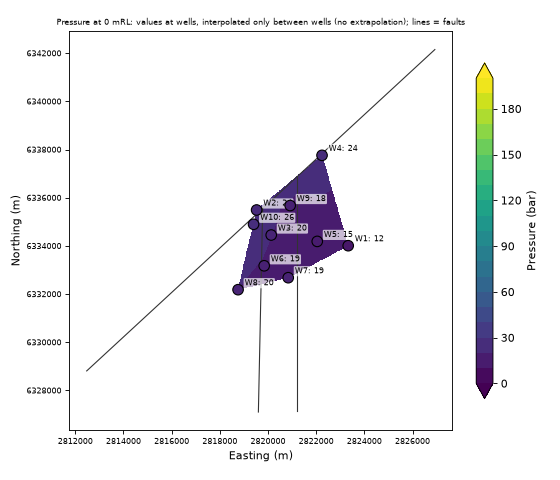 Pressure at 0 mRL: values at wells, interpolated only between wells (no extrapolation); lines = faults
6342000
6340000
6338000
6336000
6334000
6332000
6330000
6328000
Northing (m)
W4: 24
W2:
W9: 18
W10: 26
W3: 20
W5: 15
W1: 12
W6: 19
W7: 19
W8: 20
2812000 2814000 2816000 2818000 2820000 2822000 2824000 2826000
Easting (m)
180
150
120
90
60
30
0
Pressure (bar)